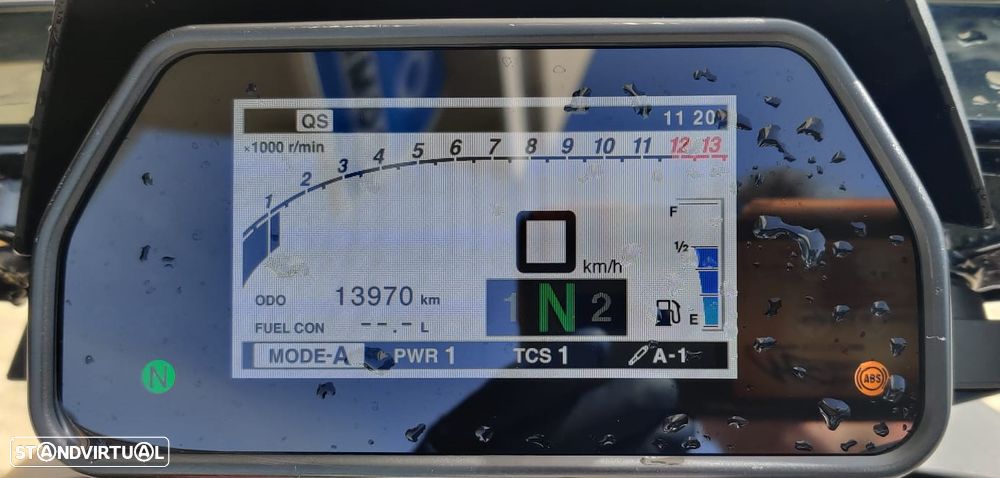 QS 11 20
×1000 r/min
1 2 3 4 5 6 7 8 9 10 11 12 13
F
1/2
E
0 km/h
ODO 13970 km
1 N 2
FUEL CON --.- L
MODE-A PWR 1 TCS 1 A-1
N
ABS
STANDVIRTUAL